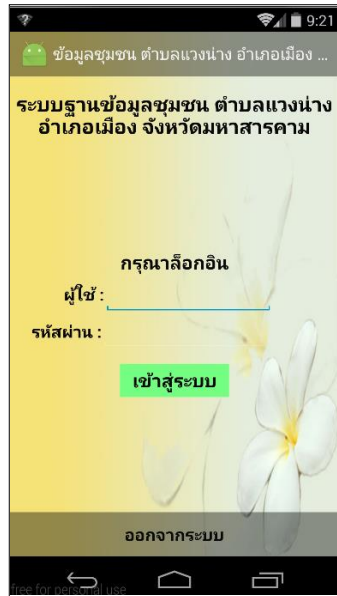 9:21
ข้อมูลชุมชน ตำบลแวงน่าง อำเภอเมือง ...
ระบบฐานข้อมูลชุมชน ตำบลแวงน่าง
อำเภอเมือง จังหวัดมหาสารคาม
กรุณาล็อกอิน
ผู้ใช้ :
รหัสผ่าน :
เข้าสู่ระบบ
ออกจากระบบ
free for personal use